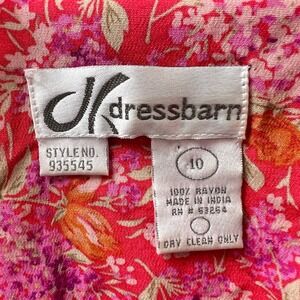 dressbarn
STYLE NO.
935545
10
100% RAYON
MADE IN INDIA
RN # 53264
DRY CLEAN ONLY